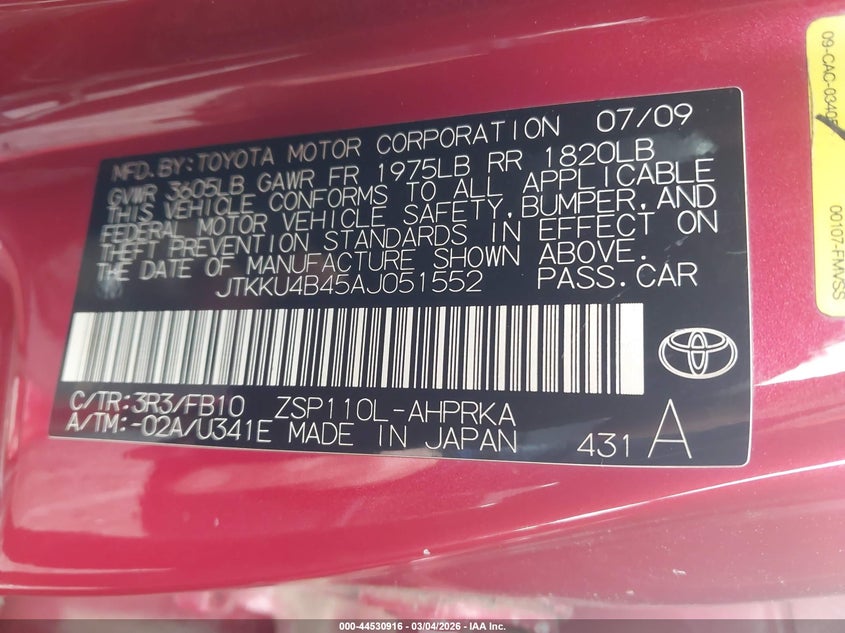 MFD.BY:TOYOTA MOTOR CORPORATION 07/09
GVWR 3605LB GAWR FR 1975LB RR 1820LB
THIS VEHICLE CONFORMS TO ALL APPLICABLE
FEDERAL MOTOR VEHICLE SAFETY,BUMPER,AND
THEFT PREVENTION STANDARDS IN EFFECT ON
THE DATE OF MANUFACTURE SHOWN ABOVE.
JTKKU4B45AJ051552 PASS.CAR
C/TR:3R3/FB10 ZSP110L-AHPRKA
A/TM:-02A/U341E MADE IN JAPAN 431 A
00107-FMVSS
000-44530916 - 03/04/2026 - IAA Inc.